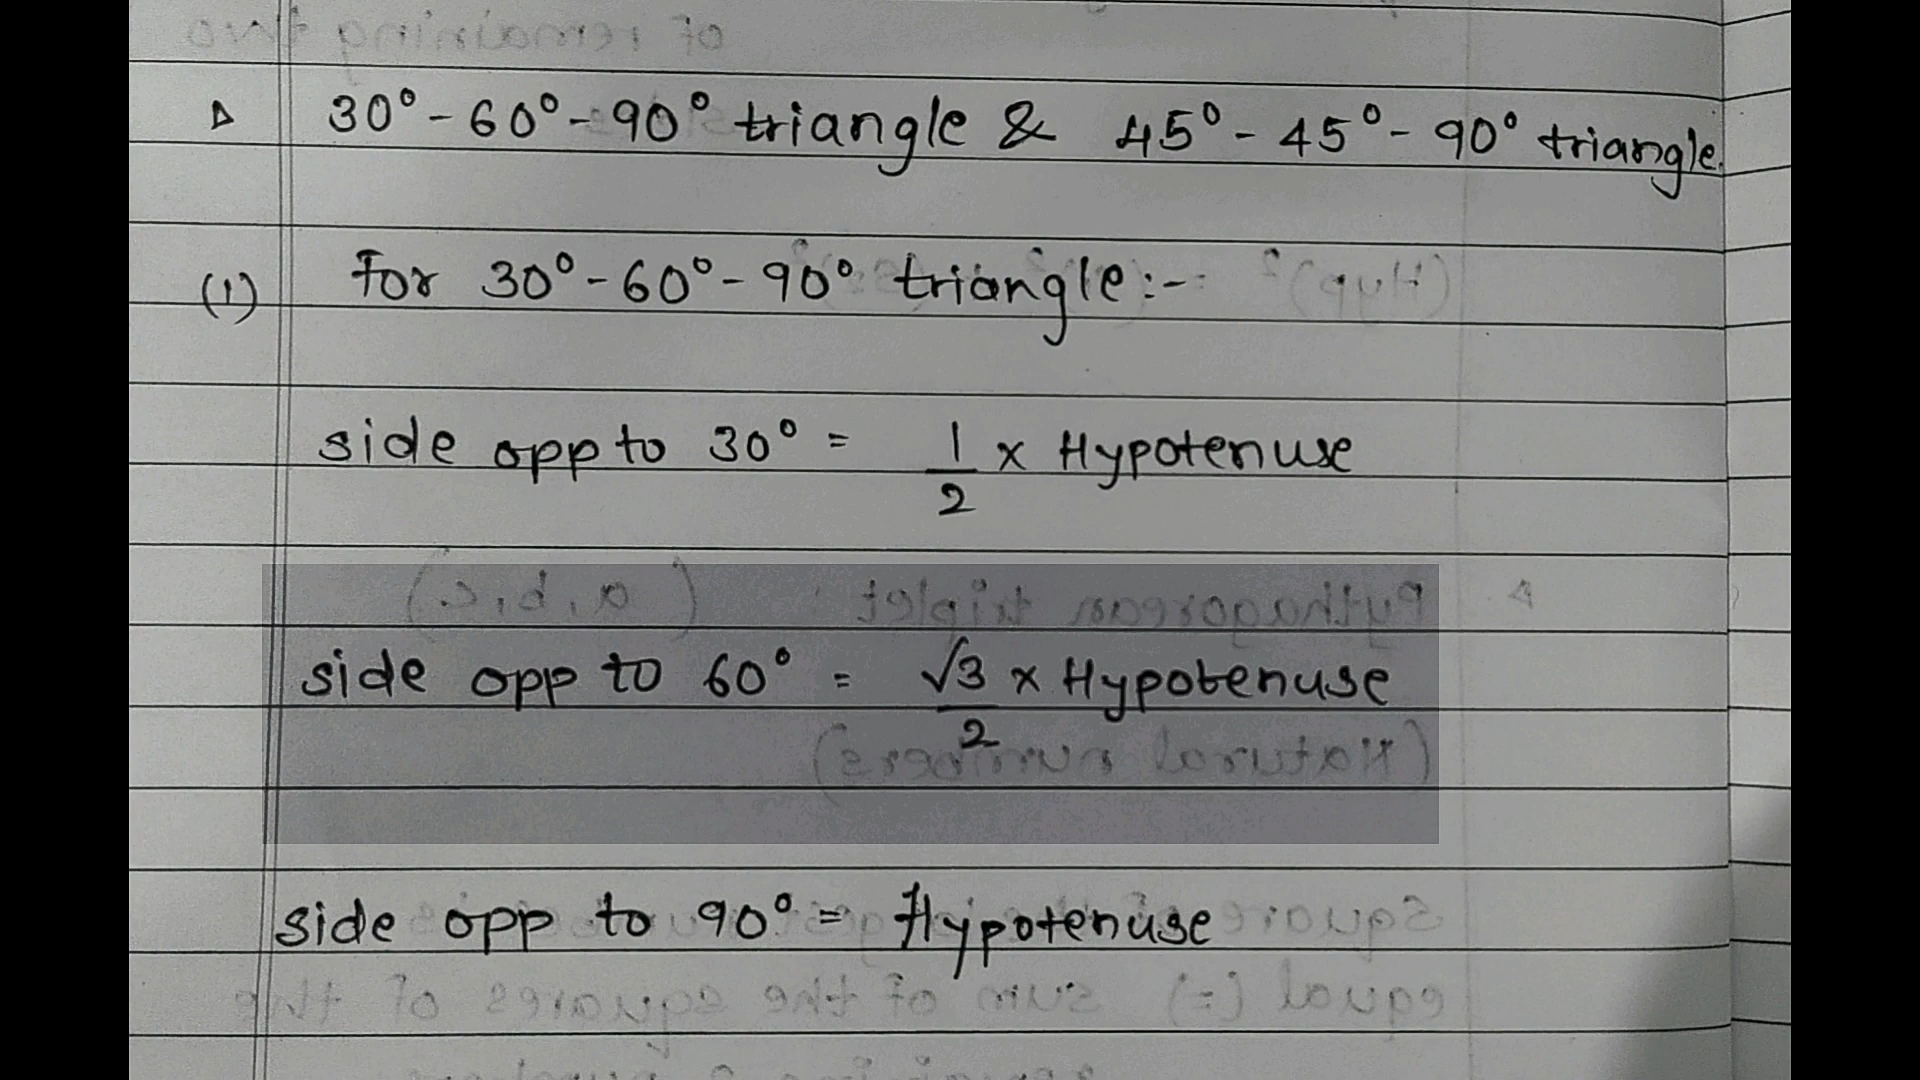 Δ 30° - 60° - 90° triangle & 45° - 45° - 90° triangle.
(1) For 30° - 60° - 90° triangle :-
side opp to 30° = 1/2 x Hypotenuse
side opp to 60° = √3/2 x Hypotenuse
side opp to 90° = Hypotenuse